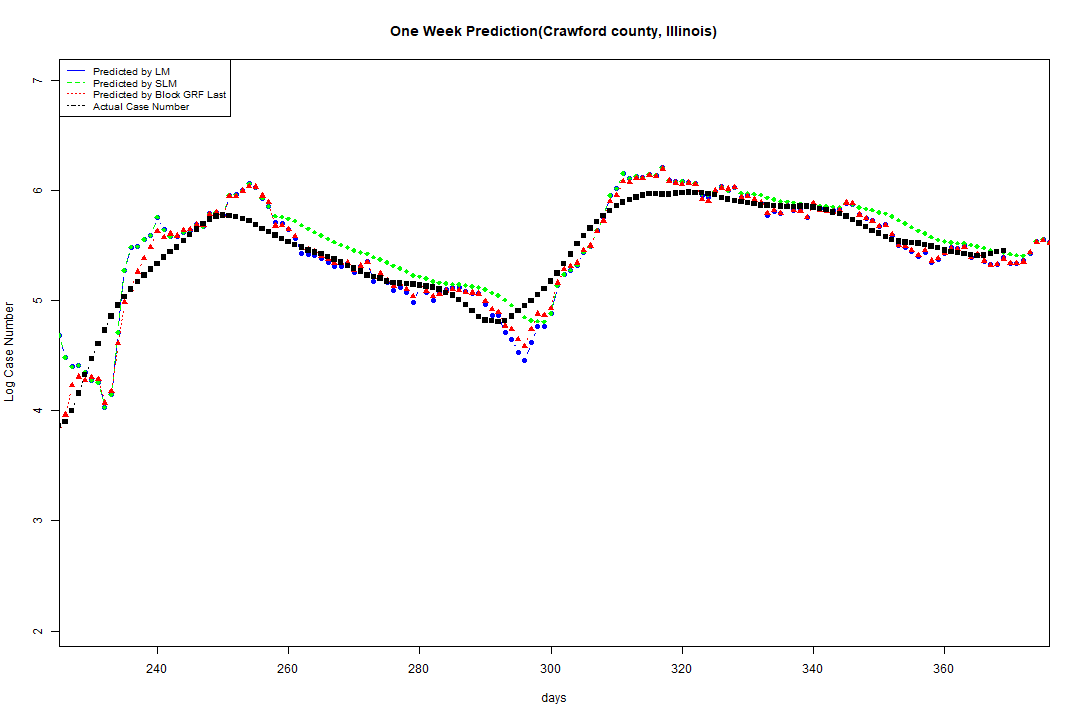 One Week Prediction(Crawford county, Illinois)
Predicted by LM
Predicted by SLM
Predicted by Block GRF Last
Actual Case Number
7
6
5
4
3
2
Log Case Number
240 260 280 300 320 340 360
days